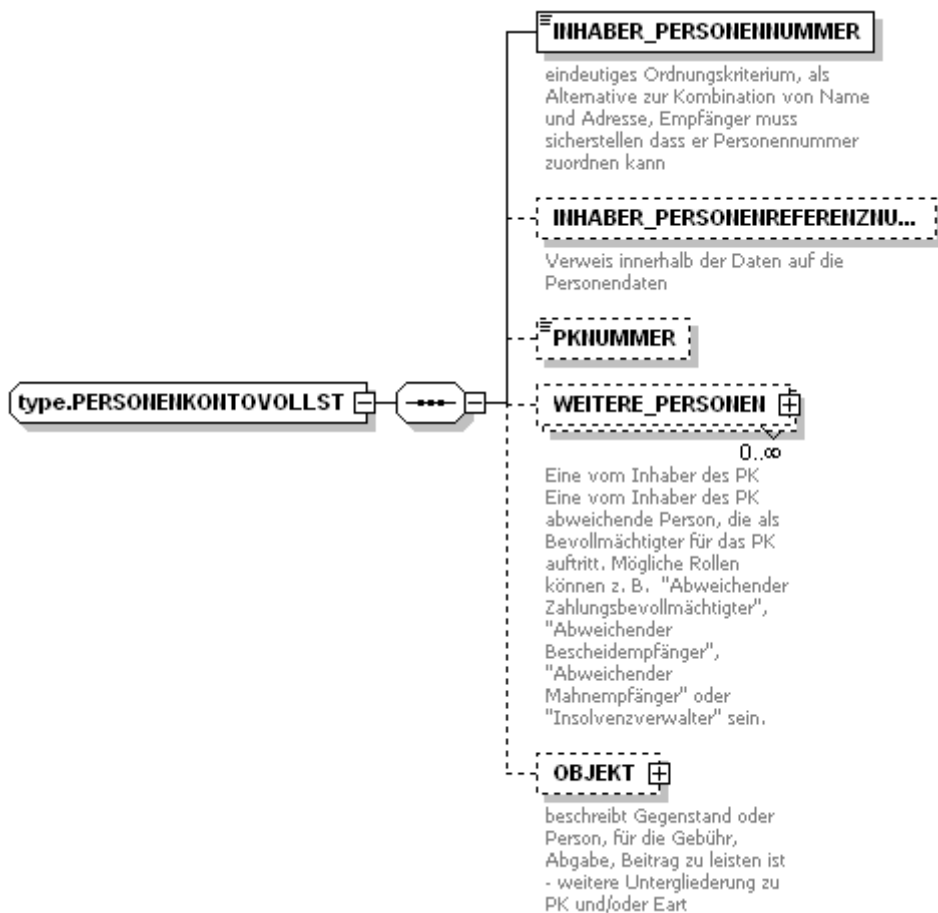 INHABER_PERSONENNUMMER
eindeutiges Ordnungskriterium, als
Alternative zur Kombination von Name
und Adresse, Empfänger muss
sicherstellen dass er Personennummer
zuordnen kann
INHABER_PERSONENREFERENZNU...
Verweis innerhalb der Daten auf die
Personendaten
PKNUMMER
type.PERSONENKONTOVOLLST
WEITERE_PERSONEN
0..∞
Eine vom Inhaber des PK
Eine vom Inhaber des PK
abweichende Person, die als
Bevollmächtigter für das PK
auftritt. Mögliche Rollen
können z. B.  "Abweichender
Zahlungsbevollmächtigter",
"Abweichender
Bescheidempfänger",
"Abweichender
Mahnempfänger" oder
"Insolvenzverwalter" sein.
OBJEKT
beschreibt Gegenstand oder
Person, für die Gebühr,
Abgabe, Beitrag zu leisten ist
- weitere Untergliederung zu
PK und/oder Eart